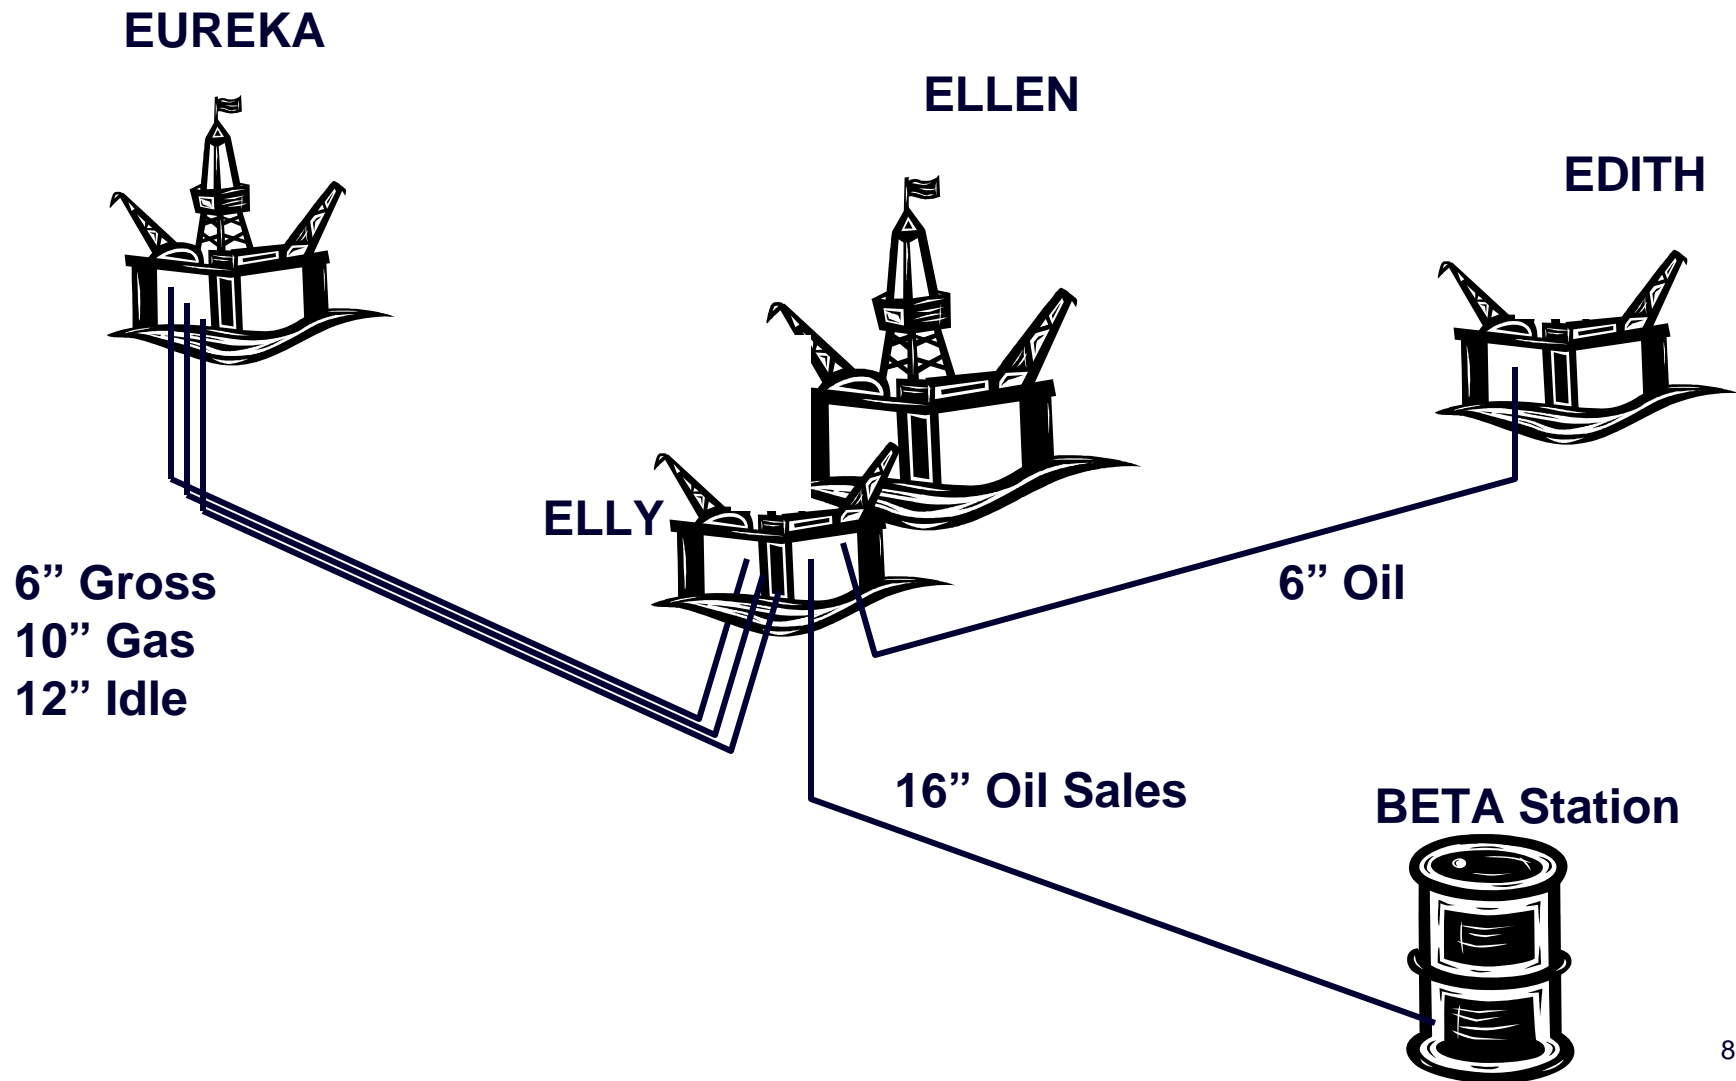 EUREKA
ELLEN
EDITH
ELLY
6” Gross
10” Gas
12” Idle
6” Oil
16” Oil Sales
BETA Station
8